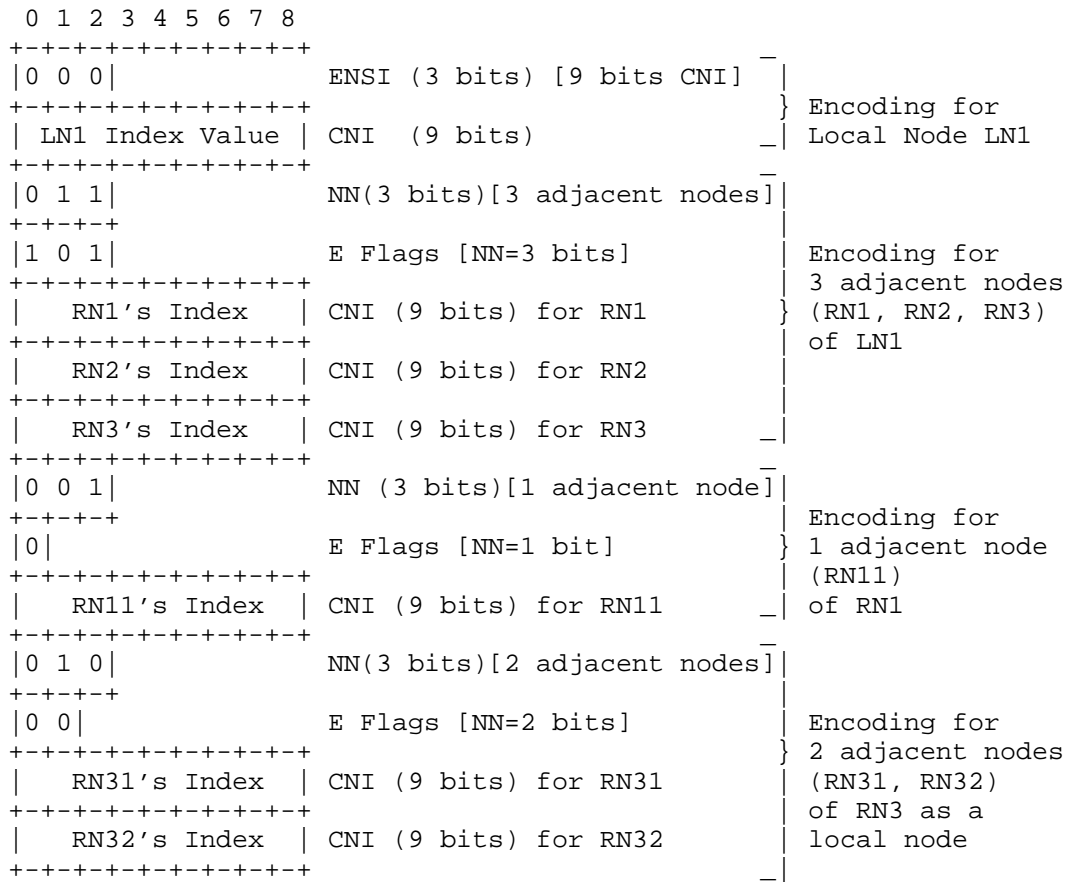 0 1 2 3 4 5 6 7 8
+-+-+-+-+-+-+-+-+-+                            _
|0 0 0|             ENSI (3 bits) [9 bits CNI]  |
+-+-+-+-+-+-+-+-+-+                             } Encoding for
| LN1 Index Value | CNI  (9 bits)              _| Local Node LN1
+-+-+-+-+-+-+-+-+-+                            _
|0 1 1|             NN(3 bits)[3 adjacent nodes]|
+-+-+-+                                         |
|1 0 1|             E Flags [NN=3 bits]         | Encoding for
+-+-+-+-+-+-+-+-+-+                             | 3 adjacent nodes
|   RN1's Index   | CNI (9 bits) for RN1        } (RN1, RN2, RN3)
+-+-+-+-+-+-+-+-+-+                             | of LN1
|   RN2's Index   | CNI (9 bits) for RN2        |
+-+-+-+-+-+-+-+-+-+                             |
|   RN3's Index   | CNI (9 bits) for RN3       _|
+-+-+-+-+-+-+-+-+-+                            _
|0 0 1|             NN (3 bits)[1 adjacent node]|
+-+-+-+                                         | Encoding for
|0|                 E Flags [NN=1 bit]          } 1 adjacent node
+-+-+-+-+-+-+-+-+-+                             | (RN11)
|   RN11's Index  | CNI (9 bits) for RN11      _| of RN1
+-+-+-+-+-+-+-+-+-+                            _
|0 1 0|             NN(3 bits)[2 adjacent nodes]|
+-+-+-+                                         |
|0 0|               E Flags [NN=2 bits]         | Encoding for
+-+-+-+-+-+-+-+-+-+                             } 2 adjacent nodes
|   RN31's Index  | CNI (9 bits) for RN31       | (RN31, RN32)
+-+-+-+-+-+-+-+-+-+                             | of RN3 as a
|   RN32's Index  | CNI (9 bits) for RN32       | local node
+-+-+-+-+-+-+-+-+-+                            _|